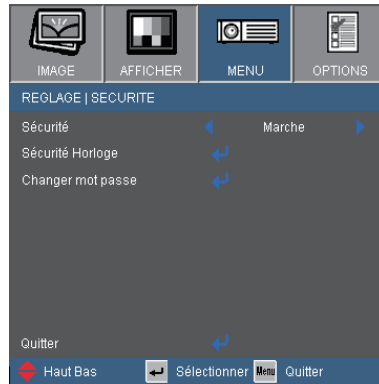 IMAGE AFFICHER MENU OPTIONS
REGLAGE | SECURITE
Sécurité Marche
Sécurité Horloge
Changer mot passe
Quitter
Haut Bas Sélectionner Menu Quitter